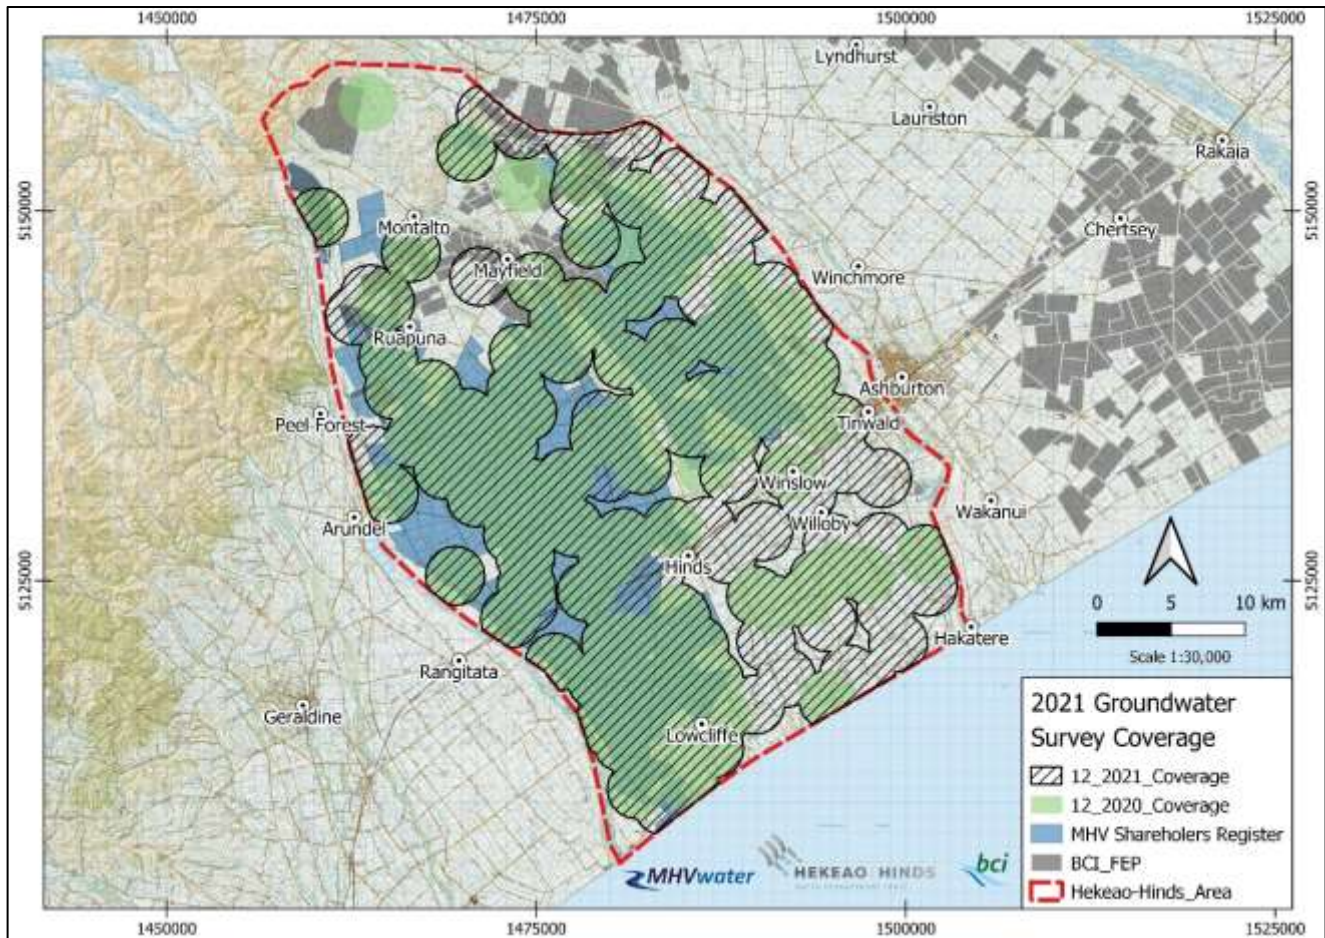 1450000
1475000
1500000
1525000
Lyndhurst
Lauriston
Rakaia
5150000
5150000
Montalto
Chertsey
Mayfield
Winchmore
Ruapuna
Ashburton
Peel Forest
Tinwald
Winslow
Wakanui
Arundel
Willoby
Hinds
5125000
5125000
0 5 10 km
Hakatere
Scale 1:30,000
Rangitata
Geraldine
Lowcliffe
2021 Groundwater
Survey Coverage
12_2021_Coverage
12_2020_Coverage
MHV Shareholers Register
BCI_FEP
Hekeao-Hinds_Area
MHVwater
HEKEAO HINDS
bci
1450000
1475000
1500000
1525000